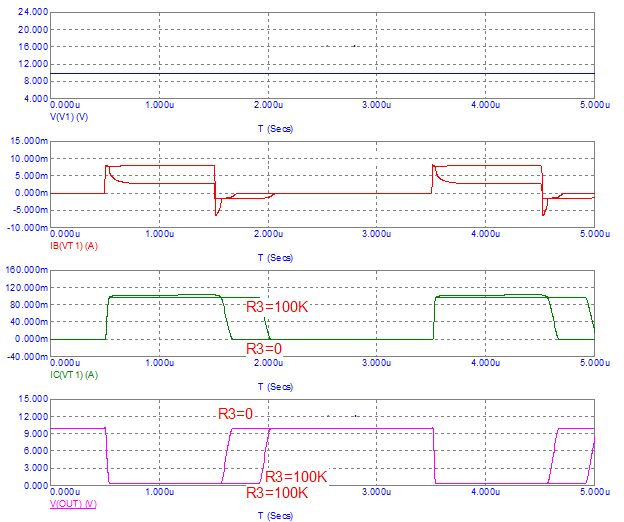 24.000
20.000
16.000
12.000
8.000
4.000
0.000u 1.000u 2.000u 3.000u 4.000u 5.000u
V(V1) (V)
T (Secs)
15.000m
10.000m
5.000m
0.000m
-5.000m
-10.000m
0.000u 1.000u 2.000u 3.000u 4.000u 5.000u
IB(VT1) (A)
T (Secs)
160.000m
120.000m
80.000m
R3=100K
40.000m
0.000m
R3=0
-40.000m
0.000u 1.000u 2.000u 3.000u 4.000u 5.000u
IC(VT1) (A)
T (Secs)
15.000
R3=0
12.000
9.000
6.000
3.000
R3=100K
0.000
R3=100K
0.000u 1.000u 2.000u 3.000u 4.000u 5.000u
V(OUT) (V)
T (Secs)